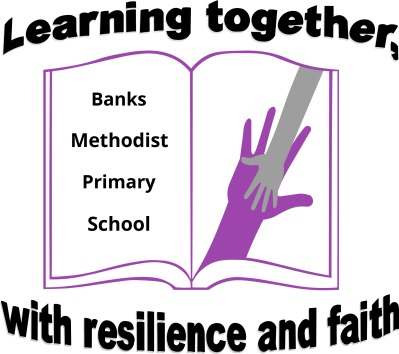 Learning together,
Banks
Methodist
Primary
School
with resilience and faith